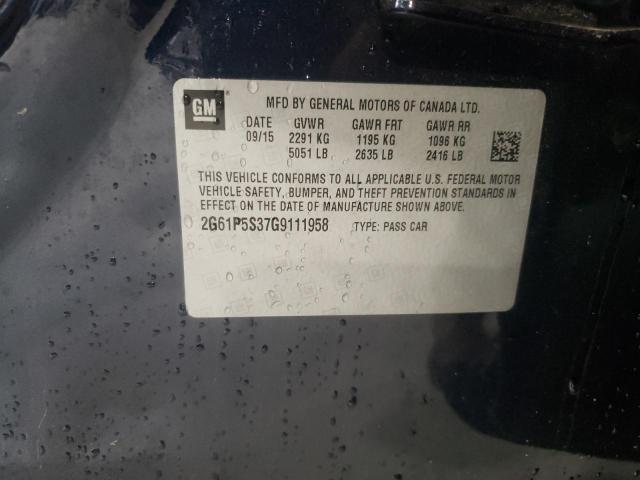 GM
MFD BY GENERAL MOTORS OF CANADA LTD.
DATE GVWR GAWR FRT GAWR RR
09/15 2291 KG 1195 KG 1096 KG
5051 LB 2635 LB 2416 LB
THIS VEHICLE CONFORMS TO ALL APPLICABLE U.S. FEDERAL MOTOR
VEHICLE SAFETY, BUMPER, AND THEFT PREVENTION STANDARDS IN
EFFECT ON THE DATE OF MANUFACTURE SHOWN ABOVE.
2G61P5S37G9111958 TYPE: PASS CAR